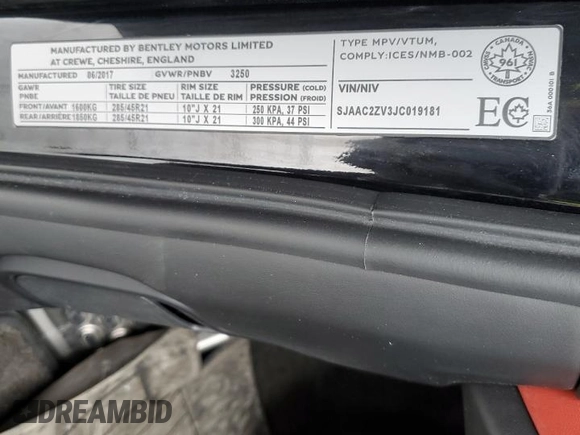 MANUFACTURED BY BENTLEY MOTORS LIMITED
AT CREWE, CHESHIRE, ENGLAND
MANUFACTURED 06/2017 GVWR/PNBV 3250
GAWR TIRE SIZE RIM SIZE PRESSURE (COLD)
PNBE TAILLE DE PNEU TAILLE DE RIM PRESSION (FROID)
FRONT/AVANT 1600KG 285/45R21 10"J X 21 250 KPA, 37 PSI
REAR/ARRIÈRE 1850KG 285/45R21 10"J X 21 300 KPA, 44 PSI
TYPE MPV/VTUM,
COMPLY:ICES/NMB-002
VIN/NIV
SJAAC2ZV3JC019181
CANADA
961
TRANSPORT
EC
36A 000101 B
DREAMBID